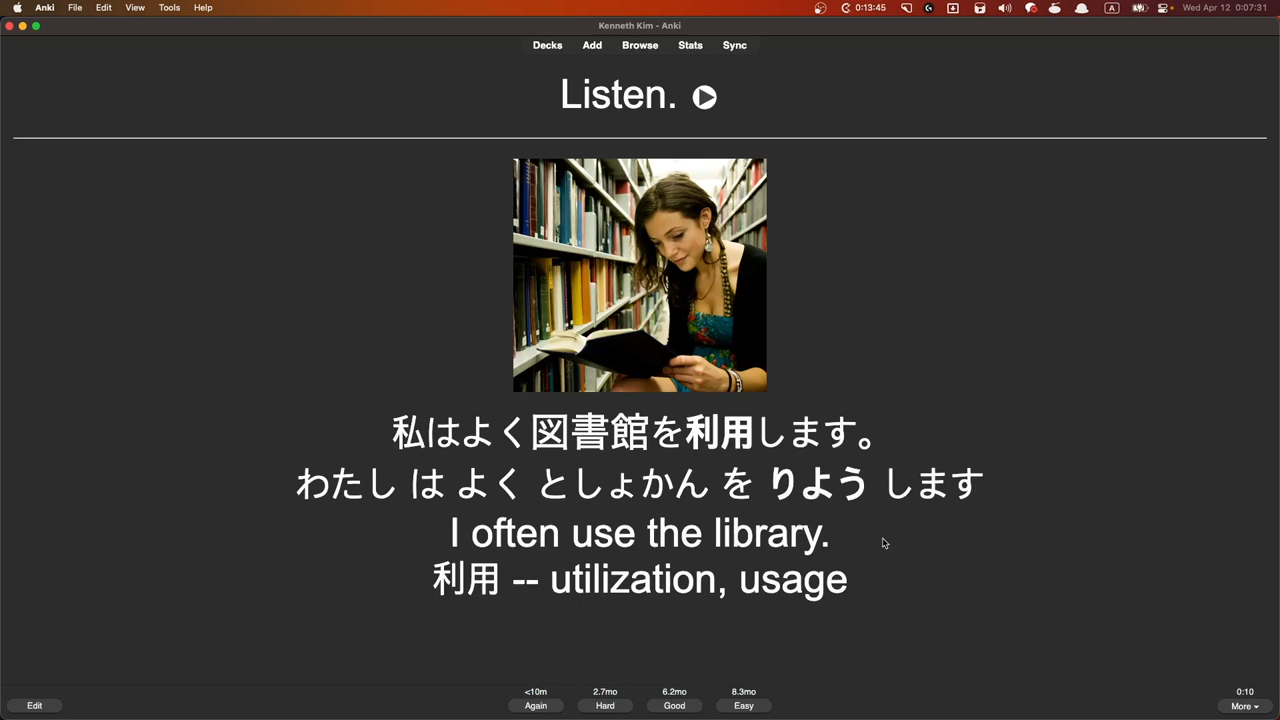 Anki File Edit View Tools Help 0:13:45 A Wed Apr 12 0:07:31
Kenneth Kim - Anki
Decks Add Browse Stats Sync
Listen.
私はよく図書館を利用します。
わたし は よく としょかん を りよう します
I often use the library.
利用 -- utilization, usage
<10m 2.7mo 6.2mo 8.3mo 0:10
Edit Again Hard Good Easy More